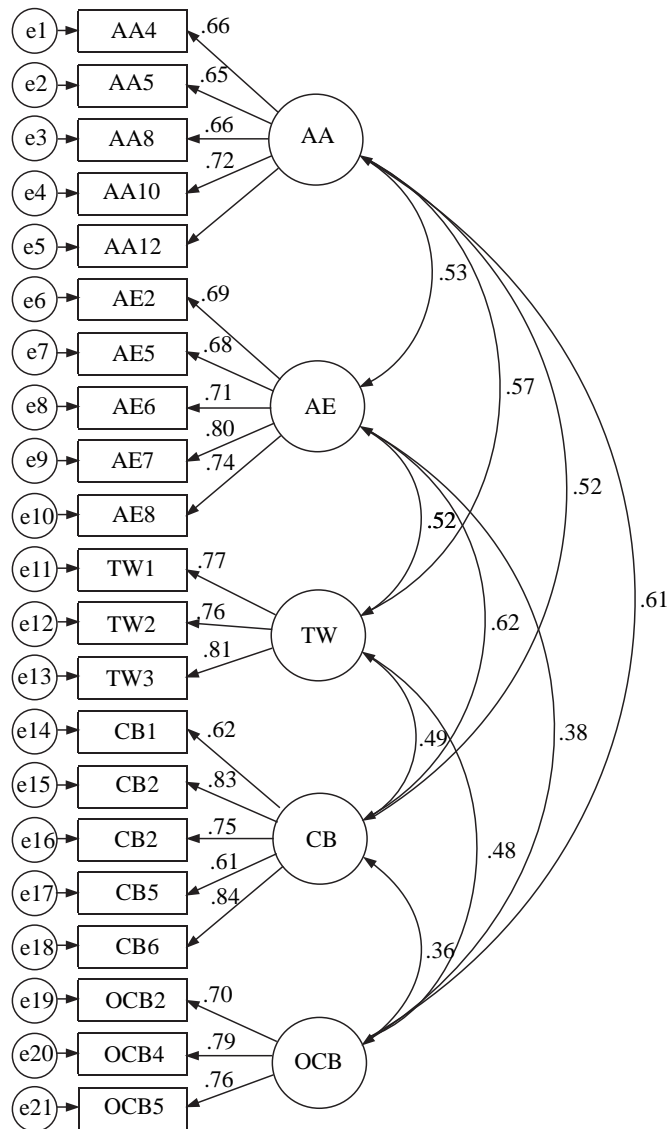 e1 AA4 .66
e2 AA5 .65
e3 AA8 .66 AA
e4 AA10 .72
e5 AA12
.53
e6 AE2 .69
e7 AE5 .68
e8 AE6 .71 AE .57
e9 AE7 .80
e10 AE8 .74
.52 .52
e11 TW1 .77
e12 TW2 .76 TW .62 .61
e13 TW3 .81
e14 CB1 .62 .49 .38
e15 CB2 .83
e16 CB2 .75 CB .48
e17 CB5 .61
e18 CB6 .84
.36
e19 OCB2 .70
e20 OCB4 .79 OCB
e21 OCB5 .76